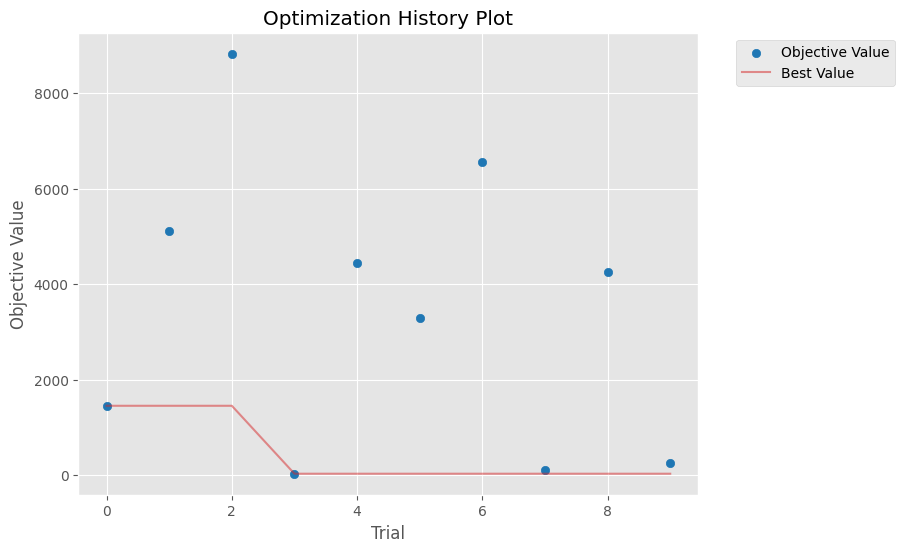 Optimization History Plot
Objective Value
Best Value
8000
6000
4000
2000
0
Objective Value
0 2 4 6 8
Trial